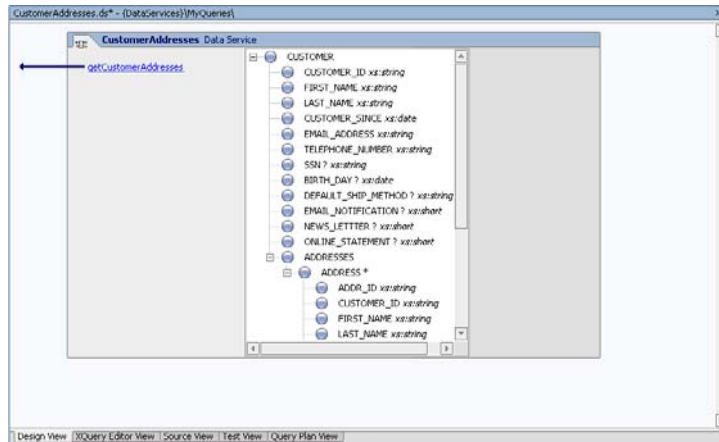 CustomerAddresses.ds* - {DataServices}\MyQueries\
CustomerAddresses Data Service
getCustomerAddresses
CUSTOMER
CUSTOMER_ID xs:string
FIRST_NAME xs:string
LAST_NAME xs:string
CUSTOMER_SINCE xs:date
EMAIL_ADDRESS xs:string
TELEPHONE_NUMBER xs:string
SSN ? xs:string
BIRTH_DAY ? xs:date
DEFAULT_SHIP_METHOD ? xs:string
EMAIL_NOTIFICATION ? xs:short
NEWS_LETTTER ? xs:short
ONLINE_STATEMENT ? xs:short
ADDRESSES
ADDRESS *
ADDR_ID xs:string
CUSTOMER_ID xs:string
FIRST_NAME xs:string
LAST_NAME xs:string
Design View XQuery Editor View Source View Test View Query Plan View